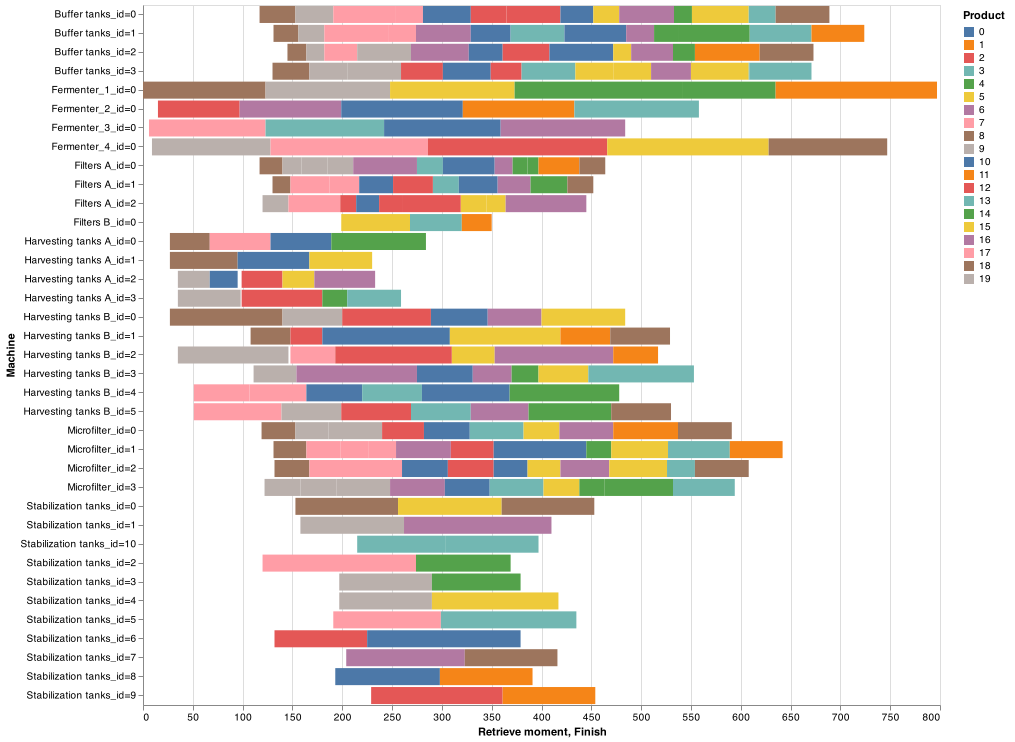 Product
0
1
2
3
4
5
6
7
8
9
10
11
12
13
14
15
16
17
18
19
Machine
Buffer tanks_id=0
Buffer tanks_id=1
Buffer tanks_id=2
Buffer tanks_id=3
Fermenter_1_id=0
Fermenter_2_id=0
Fermenter_3_id=0
Fermenter_4_id=0
Filters A_id=0
Filters A_id=1
Filters A_id=2
Filters B_id=0
Harvesting tanks A_id=0
Harvesting tanks A_id=1
Harvesting tanks A_id=2
Harvesting tanks A_id=3
Harvesting tanks B_id=0
Harvesting tanks B_id=1
Harvesting tanks B_id=2
Harvesting tanks B_id=3
Harvesting tanks B_id=4
Harvesting tanks B_id=5
Microfilter_id=0
Microfilter_id=1
Microfilter_id=2
Microfilter_id=3
Stabilization tanks_id=0
Stabilization tanks_id=1
Stabilization tanks_id=10
Stabilization tanks_id=2
Stabilization tanks_id=3
Stabilization tanks_id=4
Stabilization tanks_id=5
Stabilization tanks_id=6
Stabilization tanks_id=7
Stabilization tanks_id=8
Stabilization tanks_id=9
0 50 100 150 200 250 300 350 400 450 500 550 600 650 700 750 800
Retrieve moment, Finish